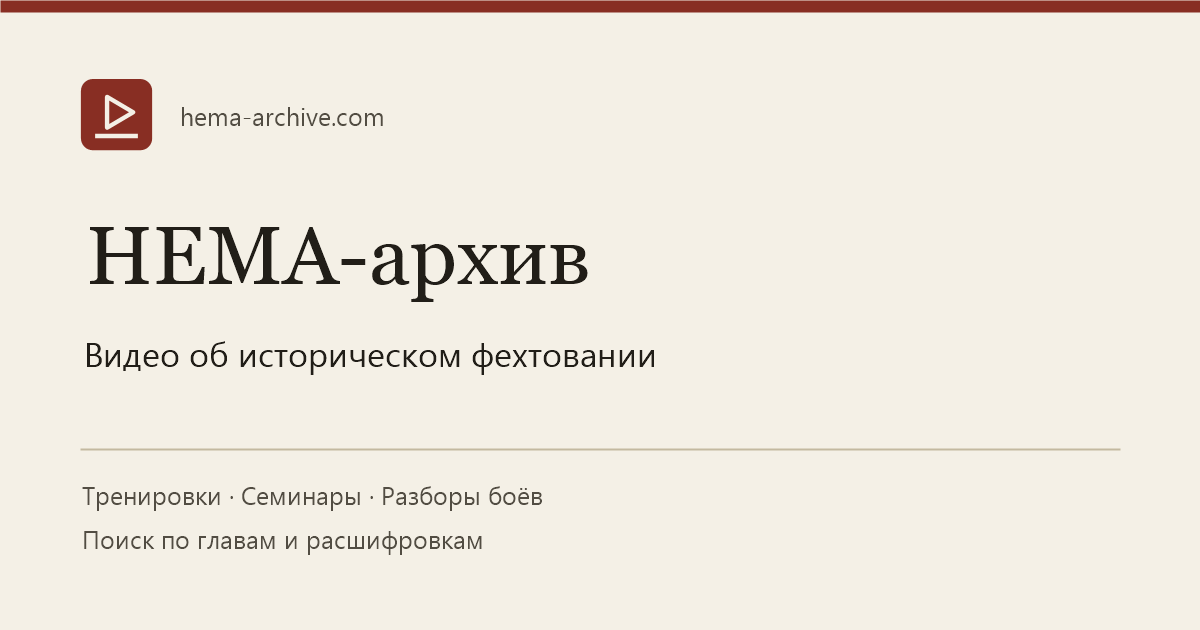 hema-archive.com
HEMA-архив
Видео об историческом фехтовании
Тренировки · Семинары · Разборы боёв
Поиск по главам и расшифровкам